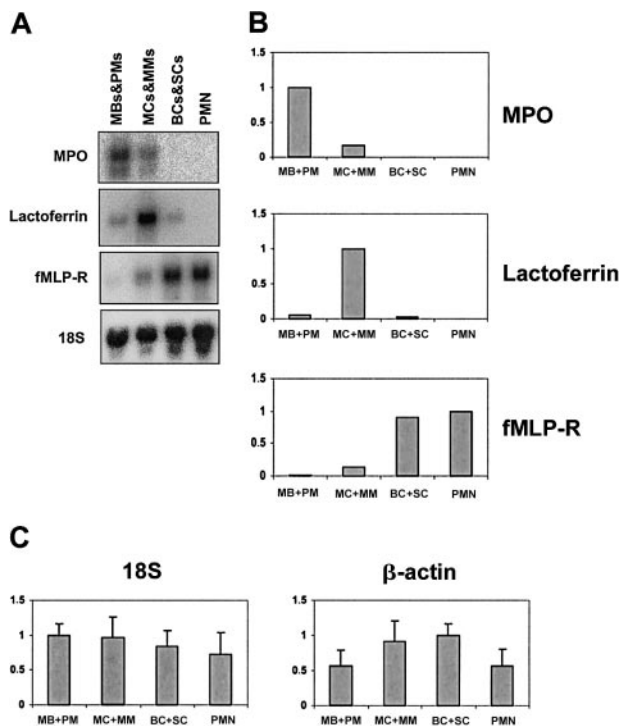 A
MBs&PMs
MCs&MMs
BCs&SCs
PMN
MPO
Lactoferrin
fMLP-R
18S
B
1
0.5
0
MB+PM MC+MM BC+SC PMN
MPO
1
0.5
0
MB+PM MC+MM BC+SC PMN
Lactoferrin
1.5
1
0.5
0
MB+PM MC+MM BC+SC PMN
fMLP-R
C
18S
1.5
1
0.5
0
MB+PM MC+MM BC+SC PMN
β-actin
1.5
1
0.5
0
MB+PM MC+MM BC+SC PMN